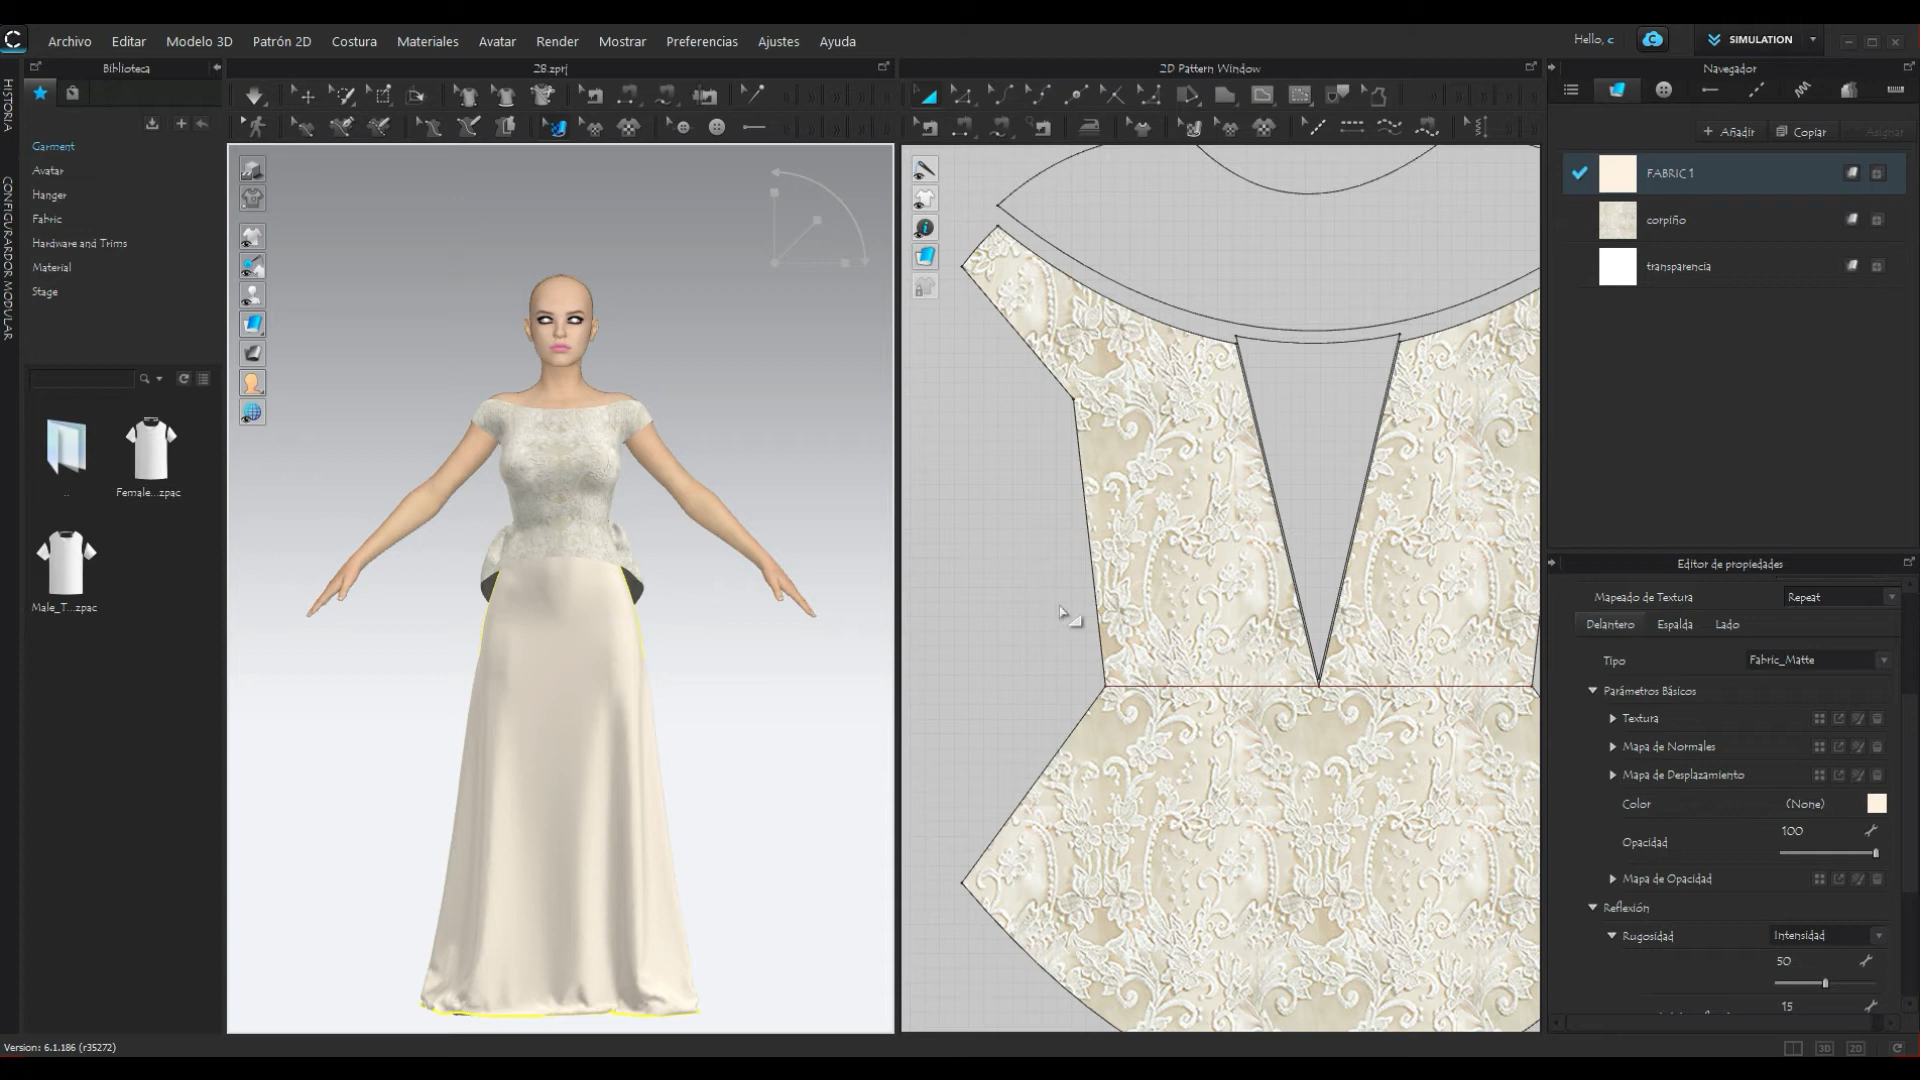 Archivo Editar Modelo 3D Patrón 2D Costura Materiales Avatar Render Mostrar Preferencias Ajustes Ayuda
Hello, c
SIMULATION
Biblioteca
28.zprj
2D Pattern Window
Navegador
HISTORIA
CONFIGURARDOR MODULAR
Garment
Avatar
Hanger
Fabric
Hardware and Trims
Material
Stage
..
Female...zpac
Male_T...zpac
+ Añadir
Copiar
Asignar
FABRIC 1
corpiño
transparencia
Editor de propiedades
Mapeado de Textura Repeat
Delantero Espalda Lado
Tipo Fabric_Matte
Parámetros Básicos
Textura
Mapa de Normales
Mapa de Desplazamiento
Color (None)
100
Opacidad
Mapa de Opacidad
Reflexión
Rugosidad Intensidad
50
15
Version: 6.1.186 (r35272)
3D 2D